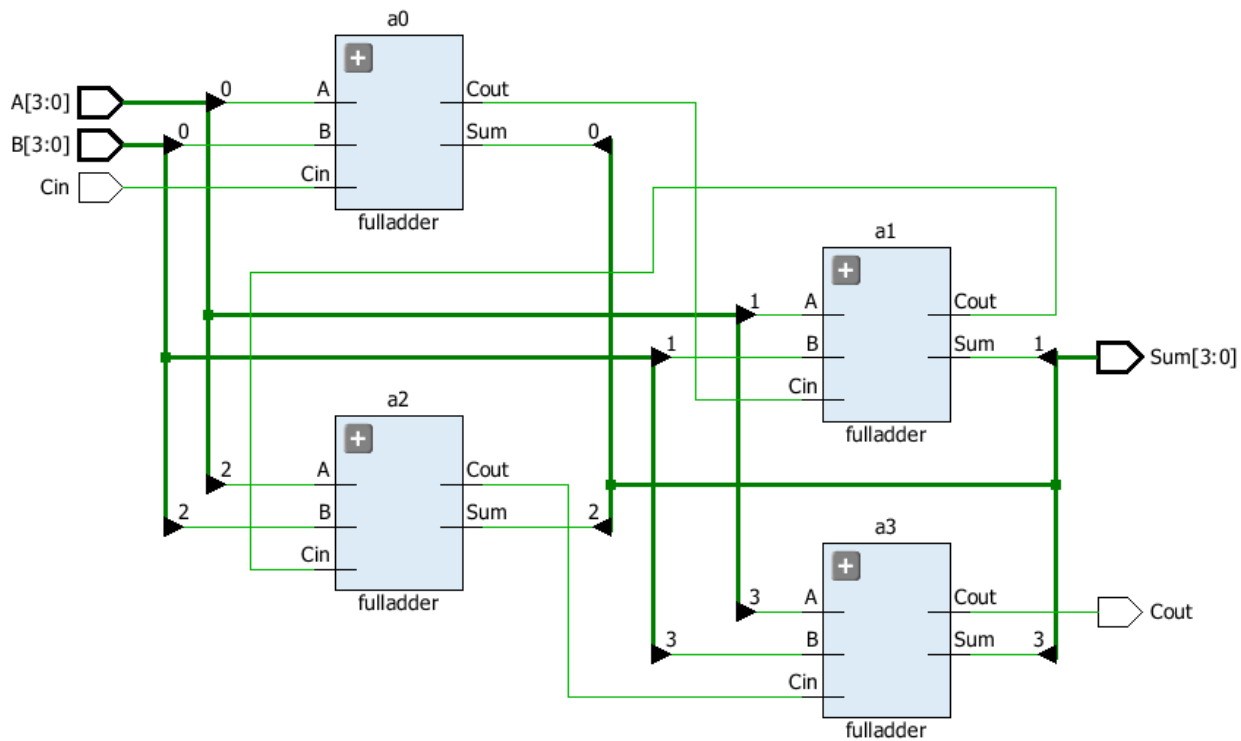 a0
0
A
Cout
A[3:0]
0
B
Sum
0
B[3:0]
Cin
Cin
fulladder
a1
1
A
Cout
1
B
Sum
1
Sum[3:0]
Cin
fulladder
a2
2
A
Cout
2
B
Sum
2
Cin
fulladder
a3
3
A
Cout
Cout
3
B
Sum
3
Cin
fulladder